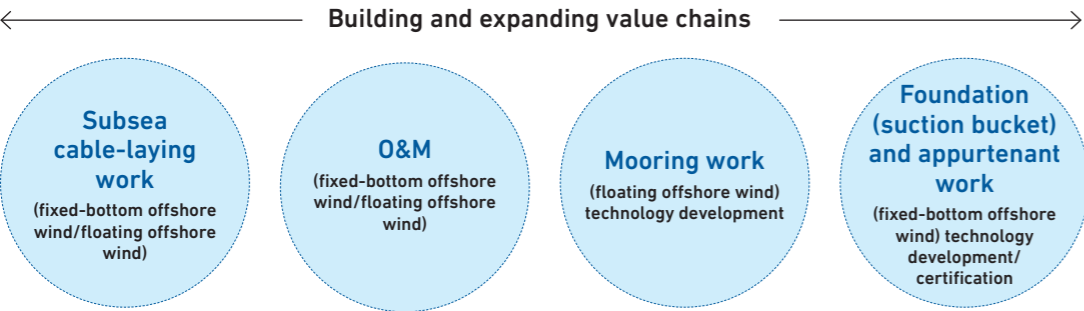 Building and expanding value chains
Subsea
cable-laying
work
(fixed-bottom offshore
wind/floating offshore
wind)
O&M
(fixed-bottom offshore
wind/floating offshore
wind)
Mooring work
(floating offshore wind)
technology development
Foundation
(suction bucket)
and appurtenant
work
(fixed-bottom offshore
wind) technology
development/
certification